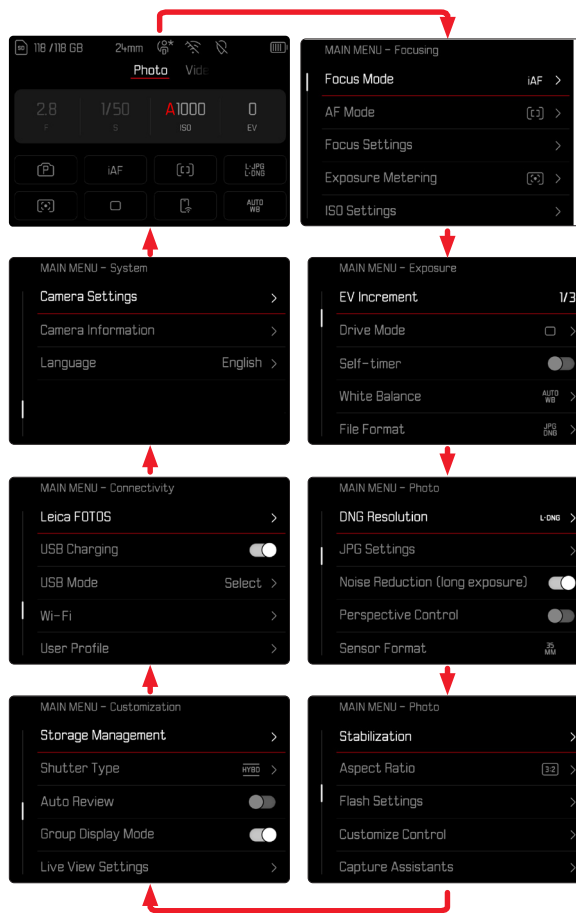 SD 118 /118 GB 24mm
Photo Vide
2.8 1/50 A1000 0
F S ISO EV
P iAF L-JPG
L-DNG
AUTO
WB
MAIN MENU - Focusing
Focus Mode iAF
AF Mode
Focus Settings
Exposure Metering
ISO Settings
MAIN MENU - System
Camera Settings
Camera Information
Language English
MAIN MENU - Exposure
EV Increment 1/3
Drive Mode
Self-timer
White Balance AUTO
WB
File Format JPG
DNG
MAIN MENU - Connectivity
Leica FOTOS
USB Charging
USB Mode Select
Wi-Fi
User Profile
MAIN MENU - Photo
DNG Resolution L-DNG
JPG Settings
Noise Reduction (long exposure)
Perspective Control
Sensor Format 35
MM
MAIN MENU - Customization
Storage Management
Shutter Type HYBD
Auto Review
Group Display Mode
Live View Settings
MAIN MENU - Photo
Stabilization
Aspect Ratio 3:2
Flash Settings
Customize Control
Capture Assistants